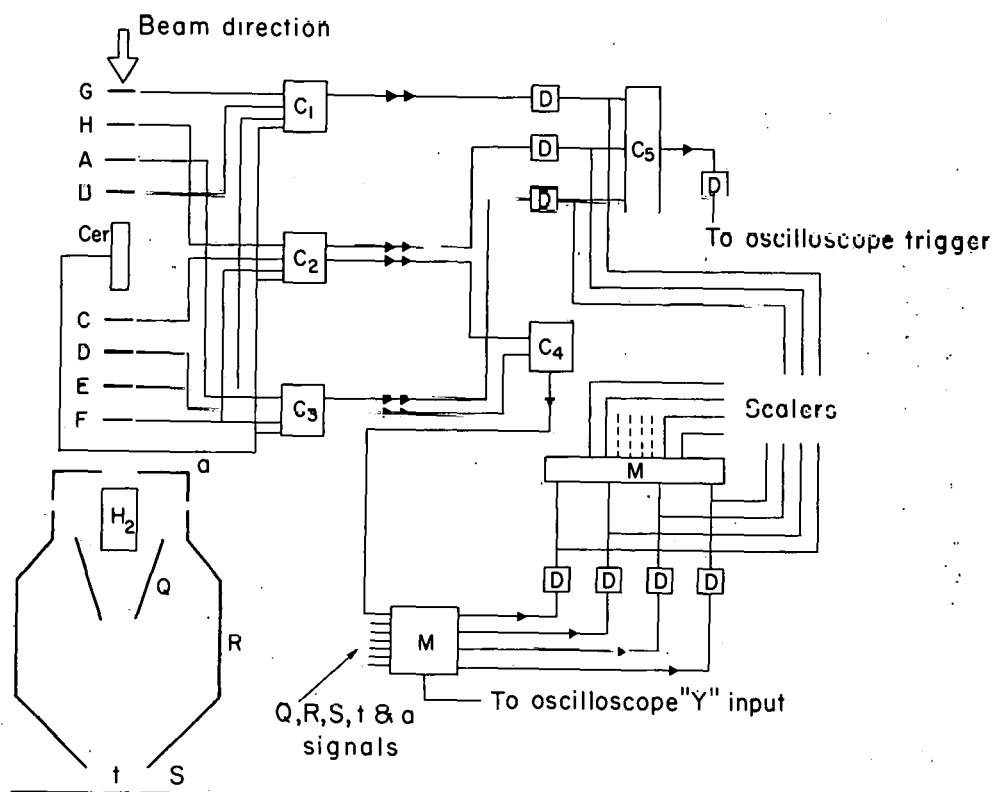 Beam direction
G
H
A
B
Cer
C
D
E
F
C1
C2
C3
D
D
D
C5
D
To oscilloscope trigger
C4
Scalers
M
a
H2
Q
R
t
S
D
D
D
D
M
Q,R,S,t & a
signals
To oscilloscope "Y" input